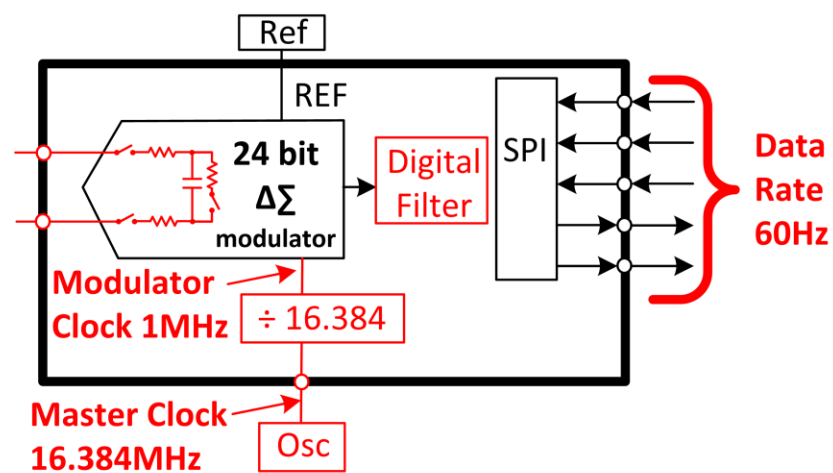 Ref
REF
24 bit
ΔΣ
modulator
Digital
Filter
SPI
Data
Rate
60Hz
Modulator
Clock 1MHz
÷ 16.384
Master Clock
16.384MHz
Osc